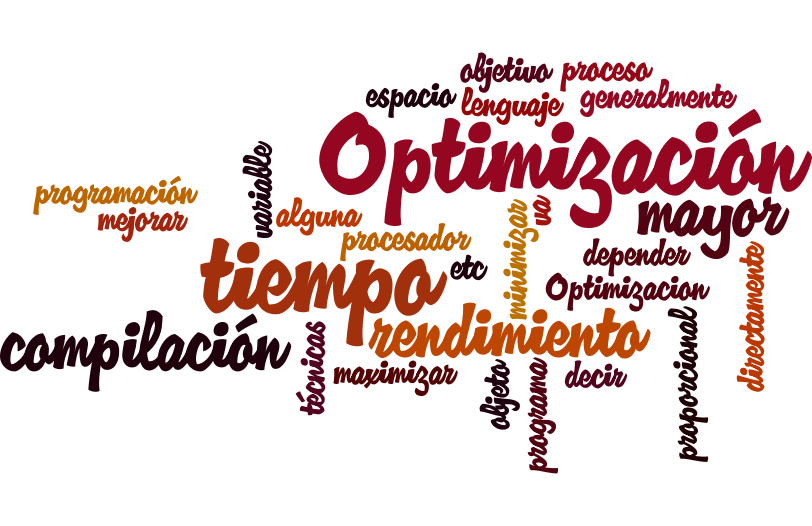 objetivo
proceso
espacio
lenguaje
generalmente
Optimización
variable
programación
mejorar
alguna
procesador
minimizar
va
mayor
tiempo
etc
depender
Optimizacion
directamente
compilación
rendimiento
técnicas
maximizar
objeto
programa
decir
proporcional